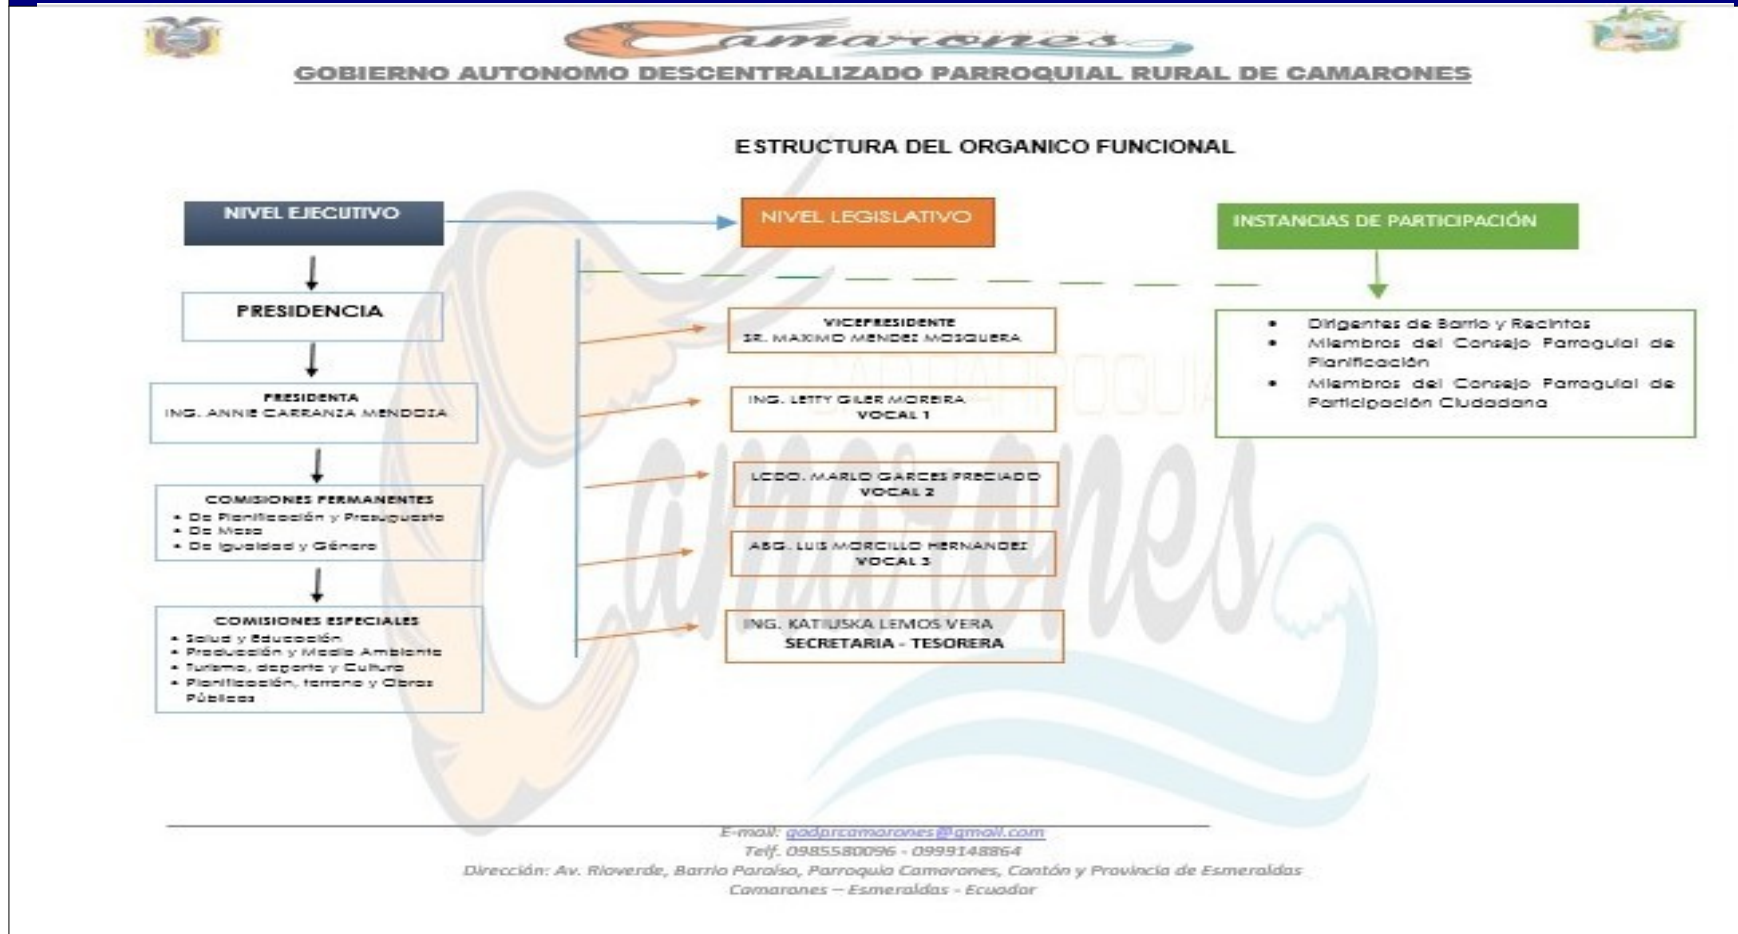 Camarones
GOBIERNO AUTONOMO DESCENTRALIZADO PARROQUIAL RURAL DE CAMARONES
ESTRUCTURA DEL ORGANICO FUNCIONAL
NIVEL EJECUTIVO
PRESIDENCIA
PRESIDENTA
ING. ANNIE CARRANZA MENDOZA
COMISIONES PERMANENTES
• De Planificación y Presupuesto
• De Mesa
• De Igualdad y Género
COMISIONES ESPECIALES
• Salud y Educación
• Producción y Medio Ambiente
• Turismo, deporte y Cultura
• Planificación, terreno y Obras
Públicas
NIVEL LEGISLATIVO
VICEPRESIDENTE
SR. MAXIMO MENDEZ MOSQUERA
ING. LETTY GILER MOREIRA
VOCAL 1
LCDO. MARLO GARCES PRECIADO
VOCAL 2
ABG. LUIS MORCILLO HERNANDEZ
VOCAL 3
ING. KATIUSKA LEMOS VERA
SECRETARIA - TESORERA
INSTANCIAS DE PARTICIPACIÓN
• Dirigentes de Barrio y Recintos
• Miembros del Consejo Parroquial de
Planificación
• Miembros del Consejo Parroquial de
Participación Ciudadana
GAD PARROQUIAL
Camarones
E-mail: gadprcamarones@gmail.com
Telf. 0985580096 - 0999148864
Dirección: Av. Rioverde, Barrio Paraíso, Parroquia Camarones, Cantón y Provincia de Esmeraldas
Camarones – Esmeraldas - Ecuador